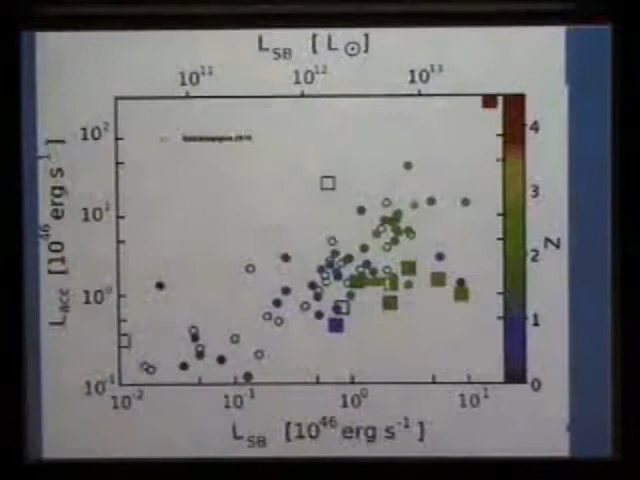 L_SB [ L_⊙]
10^11 10^12 10^13
L_acc [10^46 erg s^-1]
10^2
10^1
10^0
10^-1
4
3
2
1
0
Z
10^-2 10^-1 10^0 10^1
L_SB [10^46 erg s^-1 ]